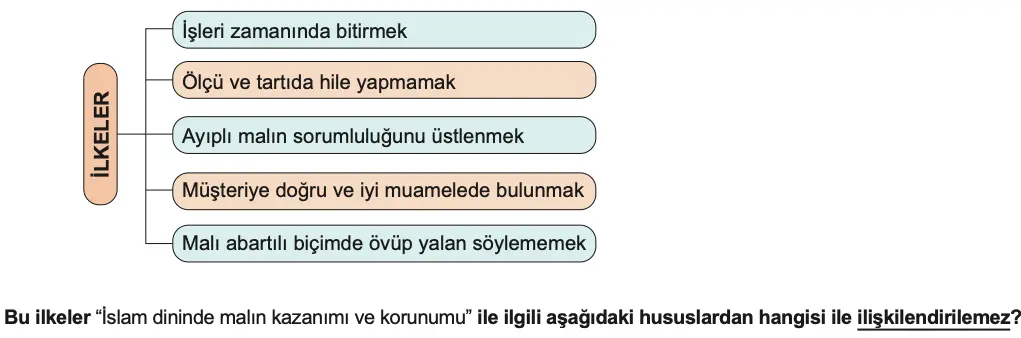 İLKELER
İşleri zamanında bitirmek
Ölçü ve tartıda hile yapmamak
Ayıplı malın sorumluluğunu üstlenmek
Müşteriye doğru ve iyi muamelede bulunmak
Malı abartılı biçimde övüp yalan söylememek
Bu ilkeler “İslam dininde malın kazanımı ve korunumu” ile ilgili aşağıdaki hususlardan hangisi ile ilişkilendirilemez?